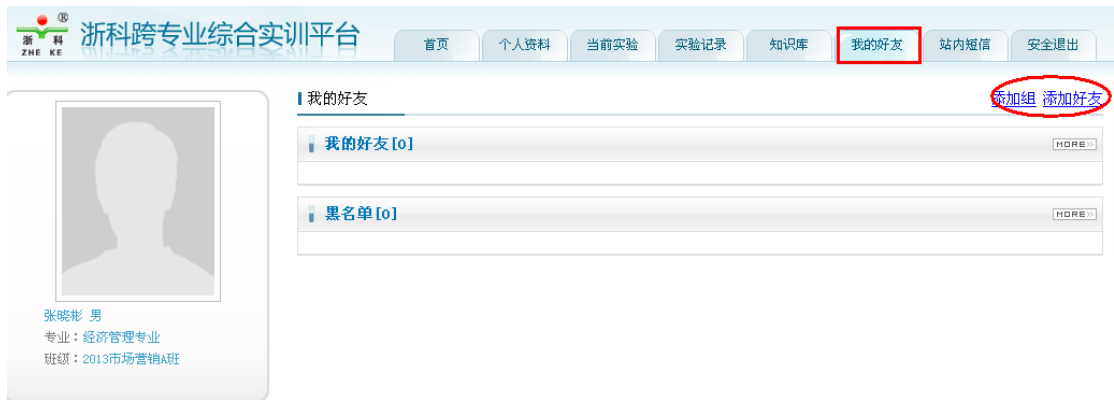 浙科
ZHE KE
®
浙科跨专业综合实训平台
首页 个人资料 当前实验 实验记录 知识库 我的好友 站内短信 安全退出
我的好友 添加组 添加好友
我的好友[0] MORE»
黑名单[0] MORE»
张晓彬 男
专业：经济管理专业
班级：2013市场营销A班